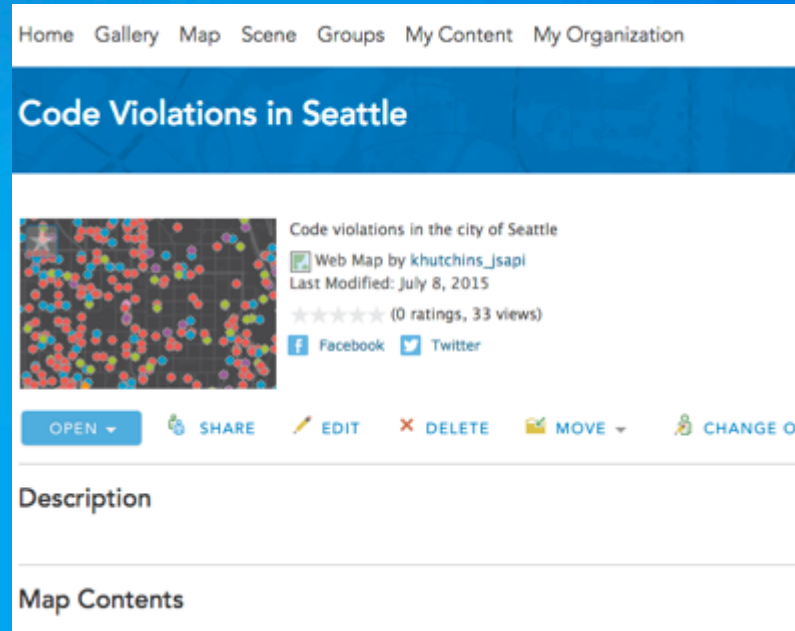 Home Gallery Map Scene Groups My Content My Organization
Code Violations in Seattle
Code violations in the city of Seattle
Web Map by khutchins_jsapi
Last Modified: July 8, 2015
(0 ratings, 33 views)
Facebook Twitter
OPEN SHARE EDIT DELETE MOVE CHANGE O
Description
Map Contents